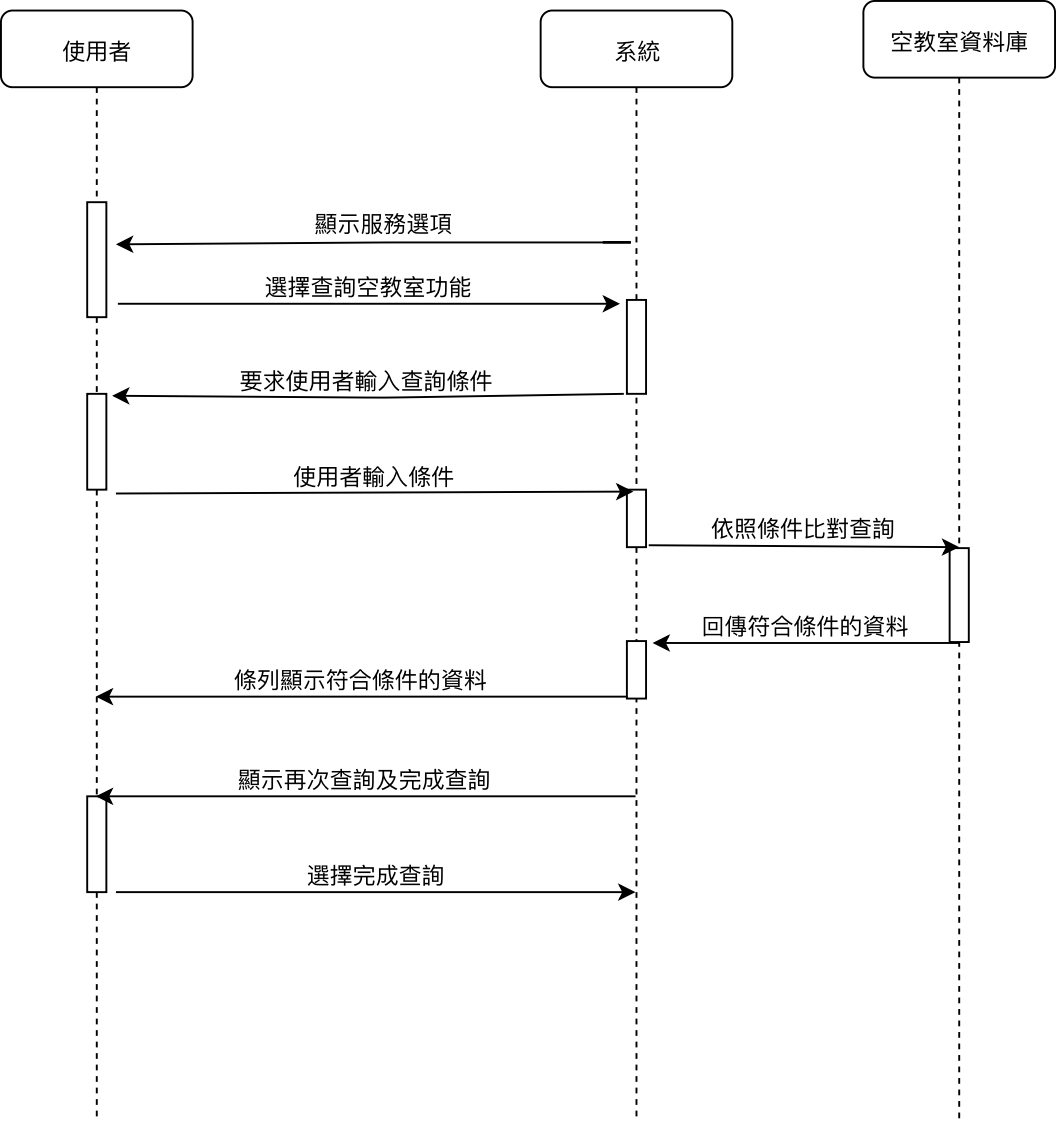 使用者
系統
空教室資料庫
顯示服務選項
選擇查詢空教室功能
要求使用者輸入查詢條件
使用者輸入條件
依照條件比對查詢
回傳符合條件的資料
條列顯示符合條件的資料
顯示再次查詢及完成查詢
選擇完成查詢